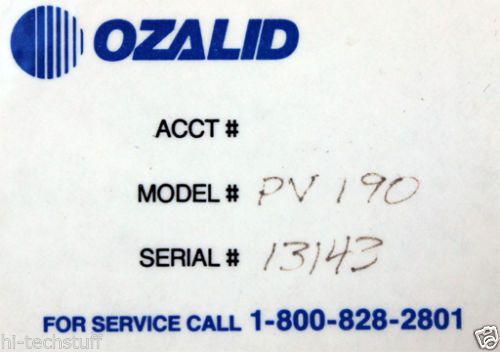 OZALID
ACCT #
MODEL # PV 190
SERIAL # 13143
FOR SERVICE CALL 1-800-828-2801
hi-techstuff